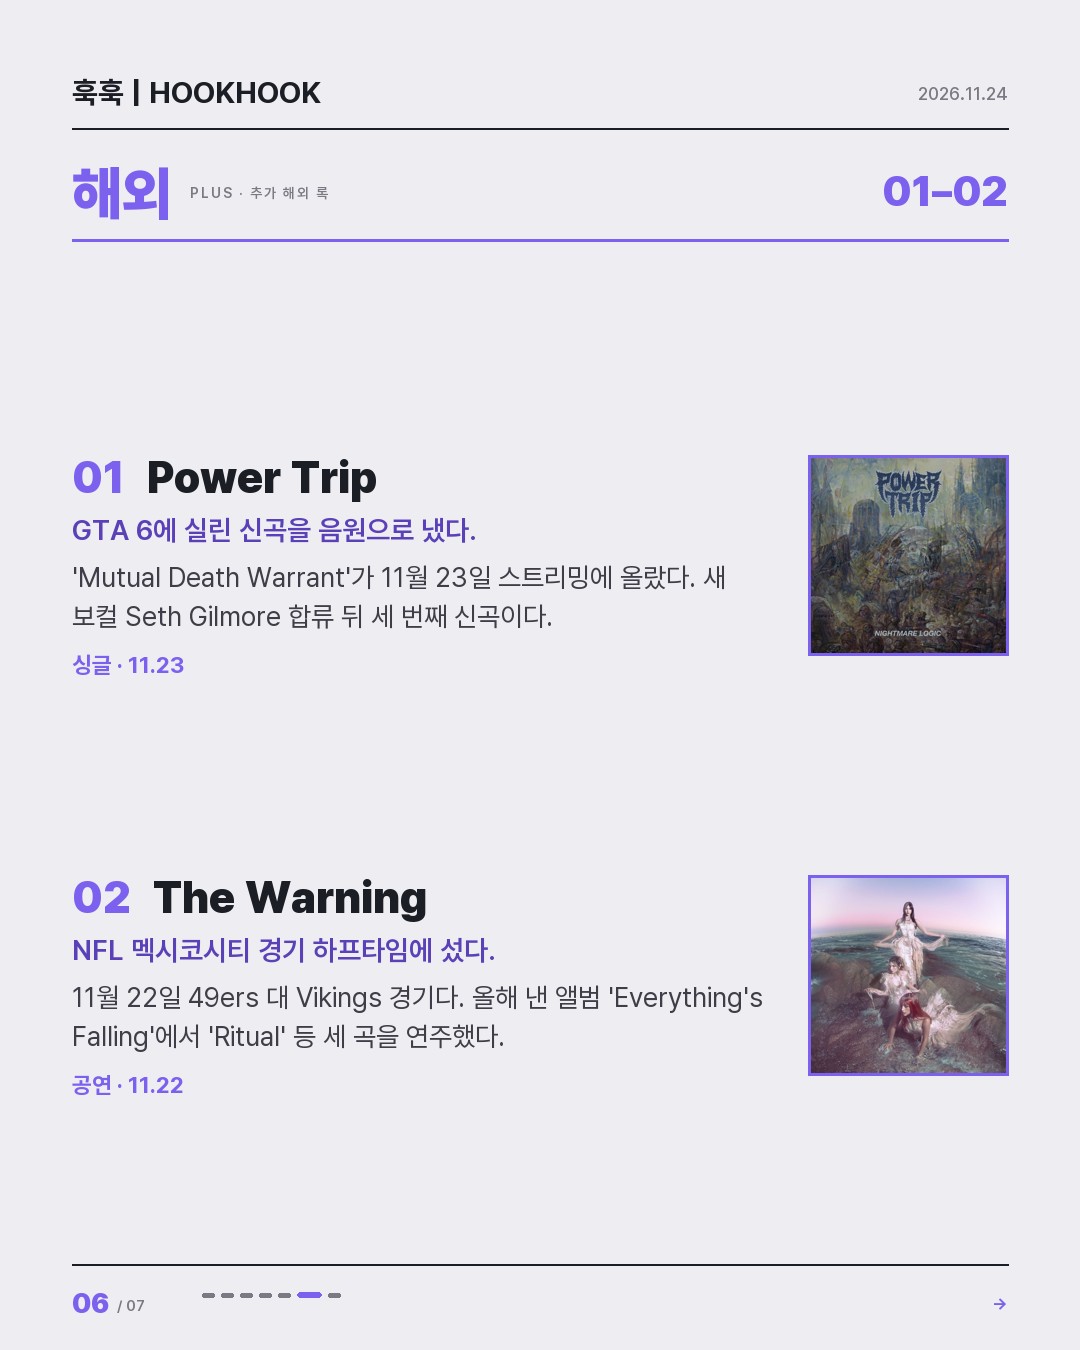 훅훅 | HOOKHOOK
2026.11.24
해외 PLUS · 추가 해외 록
01–02
01 Power Trip
GTA 6에 실린 신곡을 음원으로 냈다.
'Mutual Death Warrant'가 11월 23일 스트리밍에 올랐다. 새
보컬 Seth Gilmore 합류 뒤 세 번째 신곡이다.
싱글 · 11.23
POWER
TRIP
NIGHTMARE LOGIC
02 The Warning
NFL 멕시코시티 경기 하프타임에 섰다.
11월 22일 49ers 대 Vikings 경기다. 올해 낸 앨범 'Everything's
Falling'에서 'Ritual' 등 세 곡을 연주했다.
공연 · 11.22
06 / 07
→